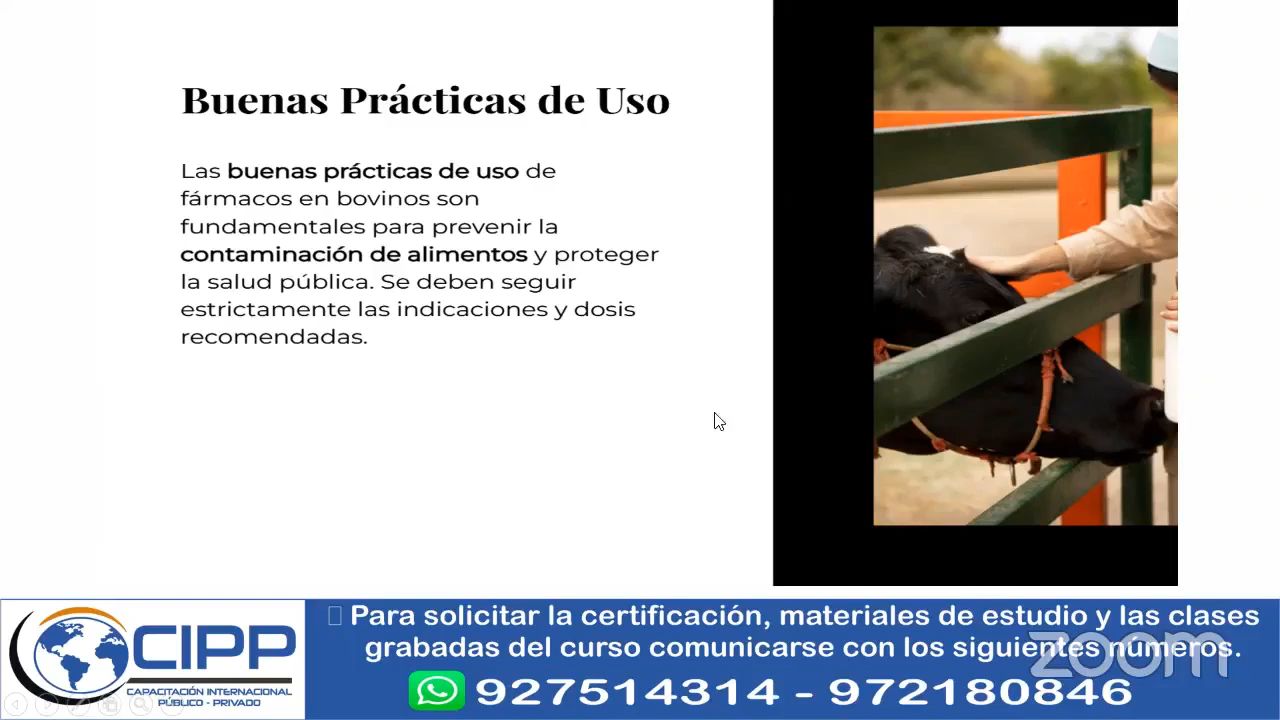 Buenas Prácticas de Uso
Las buenas prácticas de uso de
fármacos en bovinos son
fundamentales para prevenir la
contaminación de alimentos y proteger
la salud pública. Se deben seguir
estrictamente las indicaciones y dosis
recomendadas.
Para solicitar la certificación, materiales de estudio y las clases
grabadas del curso comunicarse con los siguientes números.
zoom
CIPP
CAPACITACIÓN INTERNACIONAL
PÚBLICO - PRIVADO
927514314 - 972180846